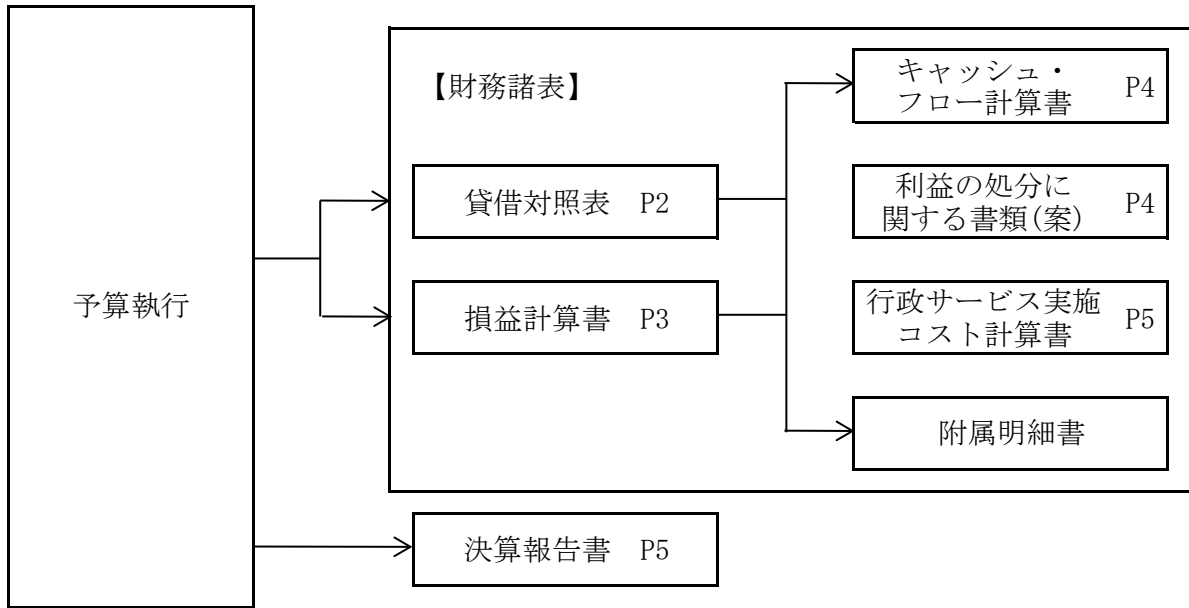 予算執行
【財務諸表】
貸借対照表 P2
損益計算書 P3
キャッシュ・
フロー計算書 P4
利益の処分に
関する書類(案) P4
行政サービス実施
コスト計算書 P5
附属明細書
決算報告書 P5